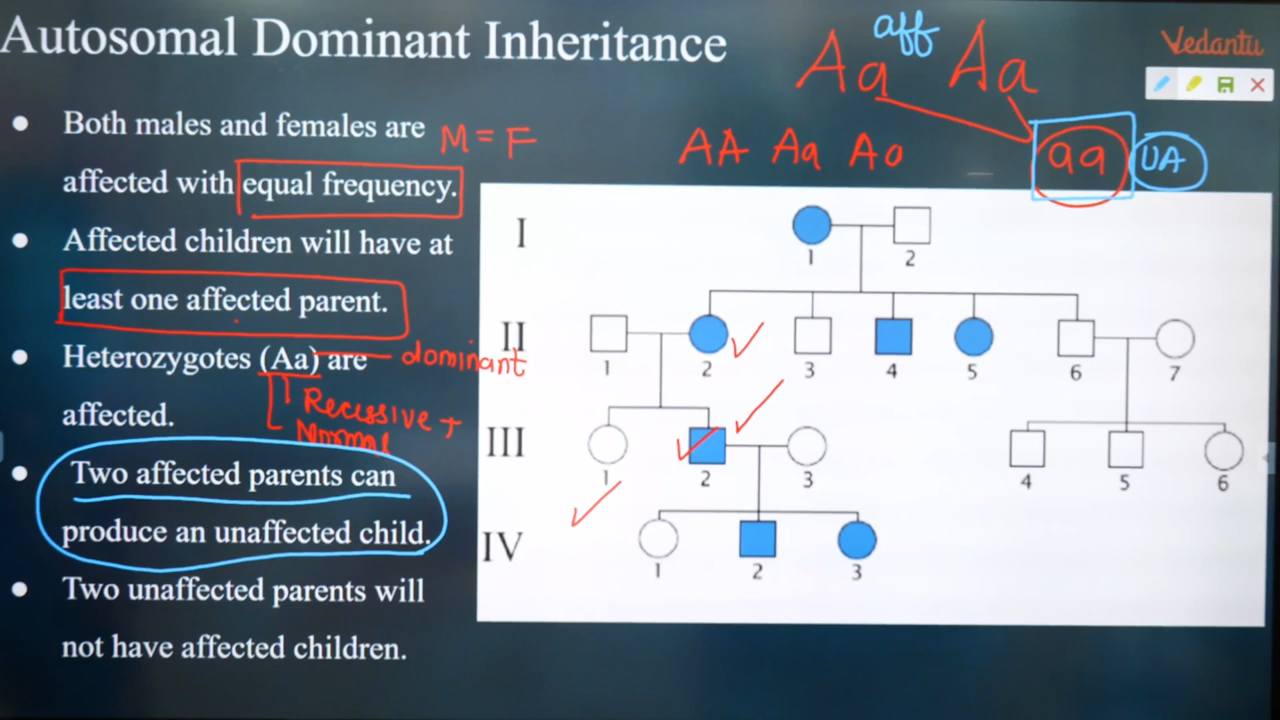 Autosomal Dominant Inheritance
Aa aff Aa
Vedantu
● Both males and females are M = F
affected with equal frequency.
AA Aa Aa aa UA
● Affected children will have at
least one affected parent.
● Heterozygotes (Aa) are dominant
affected. Recessive +
Normal
● Two affected parents can
produce an unaffected child.
● Two unaffected parents will
not have affected children.
I
1 2
II
1 2 3 4 5 6 7
III
1 2 3 4 5 6
IV
1 2 3